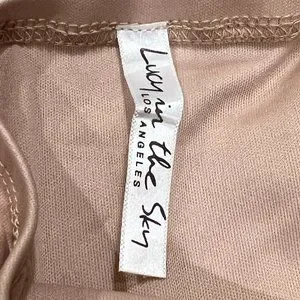 Lucy in the Sky
LOS ANGELES